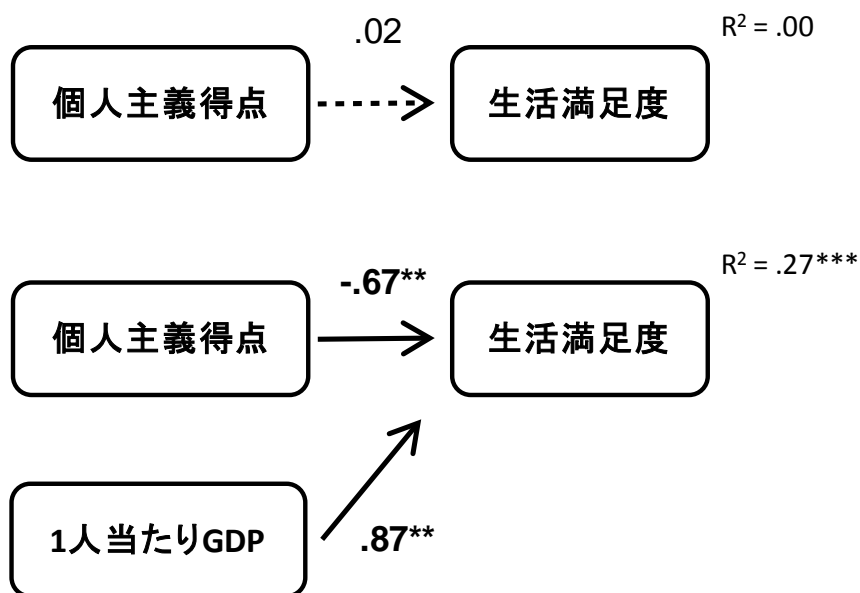 .02
R² = .00
個人主義得点
生活満足度
-.67**
R² = .27***
個人主義得点
生活満足度
1人当たりGDP
.87**